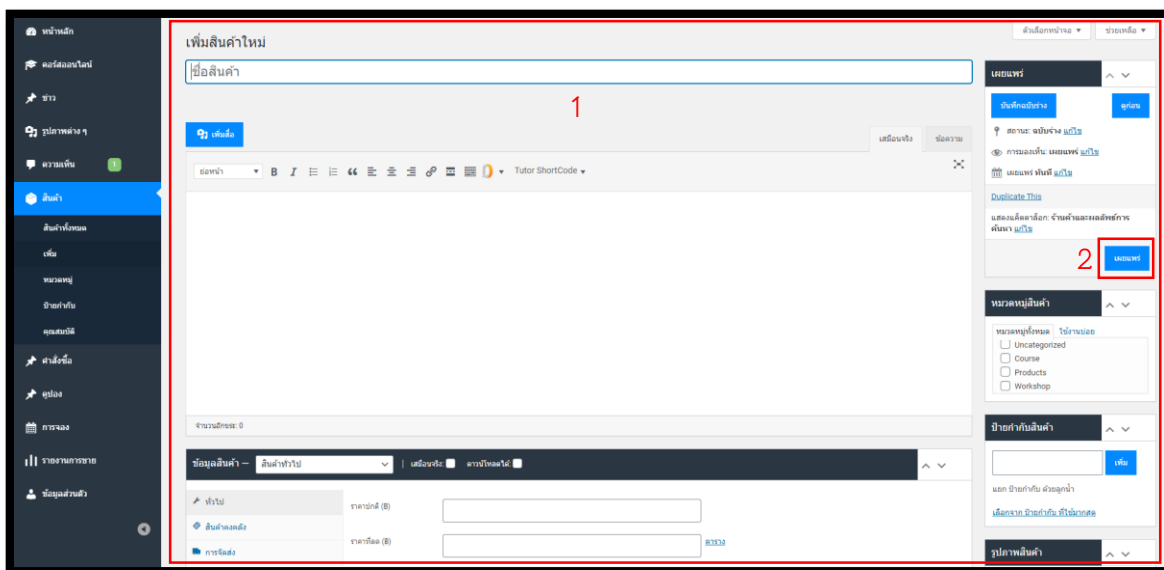 หน้าหลัก
คอร์สออนไลน์
ข่าว
รูปภาพต่าง ๆ
ความเห็น 1
สินค้า
สินค้าทั้งหมด
เพิ่ม
หมวดหมู่
ป้ายกำกับ
คุณสมบัติ
คำสั่งซื้อ
คูปอง
การจอง
รายงานการขาย
ข้อมูลส่วนตัว
ตัวเลือกหน้าจอ
ช่วยเหลือ
เพิ่มสินค้าใหม่
ชื่อสินค้า
1
เพิ่มสื่อ
เสมือนจริง ข้อความ
ย่อหน้า B I Tutor ShortCode
จำนวนอักษร: 0
ข้อมูลสินค้า — สินค้าทั่วไป | เสมือนจริง: ดาวน์โหลดได้:
ทั่วไป
สินค้าคงคลัง
การจัดส่ง
ราคาปกติ (฿)
ราคาที่ลด (฿) ตาราง
เผยแพร่
บันทึกฉบับร่าง ดูก่อน
สถานะ: ฉบับร่าง แก้ไข
การมองเห็น: เผยแพร่ แก้ไข
เผยแพร่ ทันที แก้ไข
Duplicate This
แสดงแค็ตตาล็อก: ร้านค้าและผลลัพธ์การ
ค้นหา แก้ไข
2 เผยแพร่
หมวดหมู่สินค้า
หมวดหมู่ทั้งหมด ใช้งานบ่อย
Uncategorized
Course
Products
Workshop
ป้ายกำกับสินค้า
เพิ่ม
แยก ป้ายกำกับ ด้วยลูกน้ำ
เลือกจาก ป้ายกำกับ ที่ใช้มากสุด
รูปภาพสินค้า